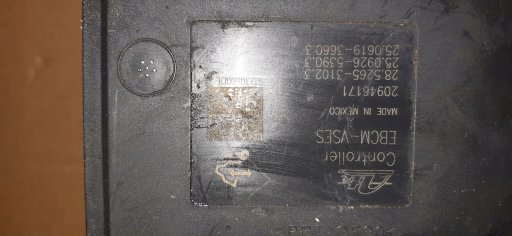 Ate
Controller
EBCM-VSES
MADE IN MEXICO
20946171
28.5265-3102.3
25.0926-5390.3
25.0619-3660.3